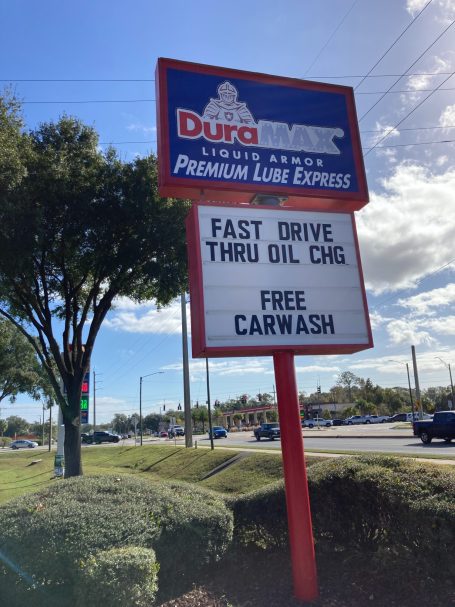 DuraMAX
LIQUID ARMOR
PREMIUM LUBE EXPRESS
FAST DRIVE
THRU OIL CHG
FREE
CARWASH